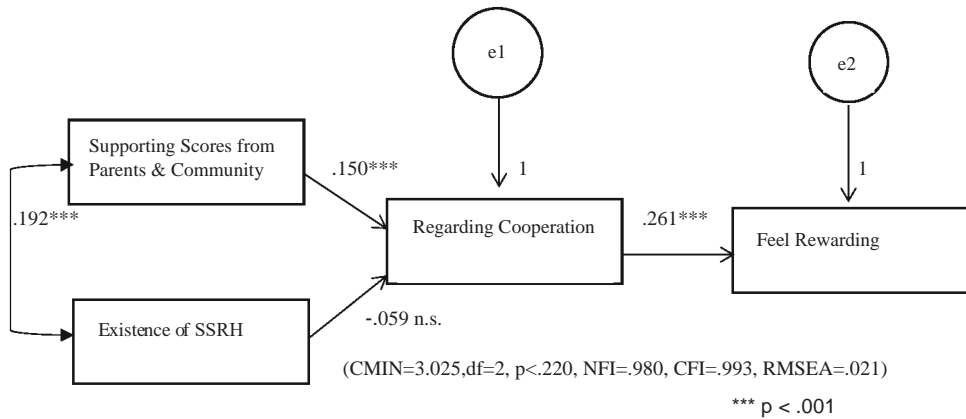 e1
e2
Supporting Scores from
Parents & Community
.150***
1
1
.192***
Regarding Cooperation
.261***
Feel Rewarding
Existence of SSRH
-.059 n.s.
(CMIN=3.025,df=2, p<.220, NFI=.980, CFI=.993, RMSEA=.021)
*** p < .001